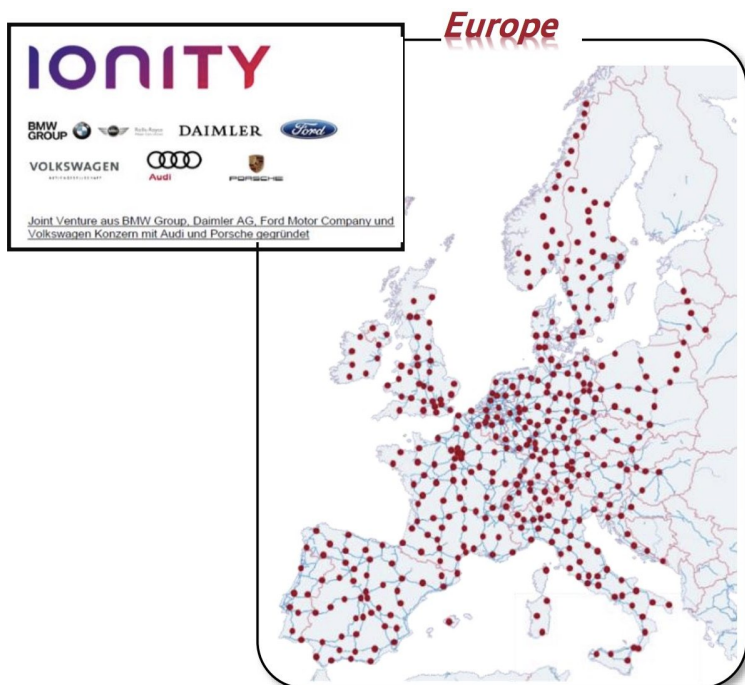 Europe
IONITY
BMW
GROUP
DAIMLER
Ford
VOLKSWAGEN
AKTIENGESELLSCHAFT
Audi
PORSCHE
Joint Venture aus BMW Group, Daimler AG, Ford Motor Company und
Volkswagen Konzern mit Audi und Porsche gegründet